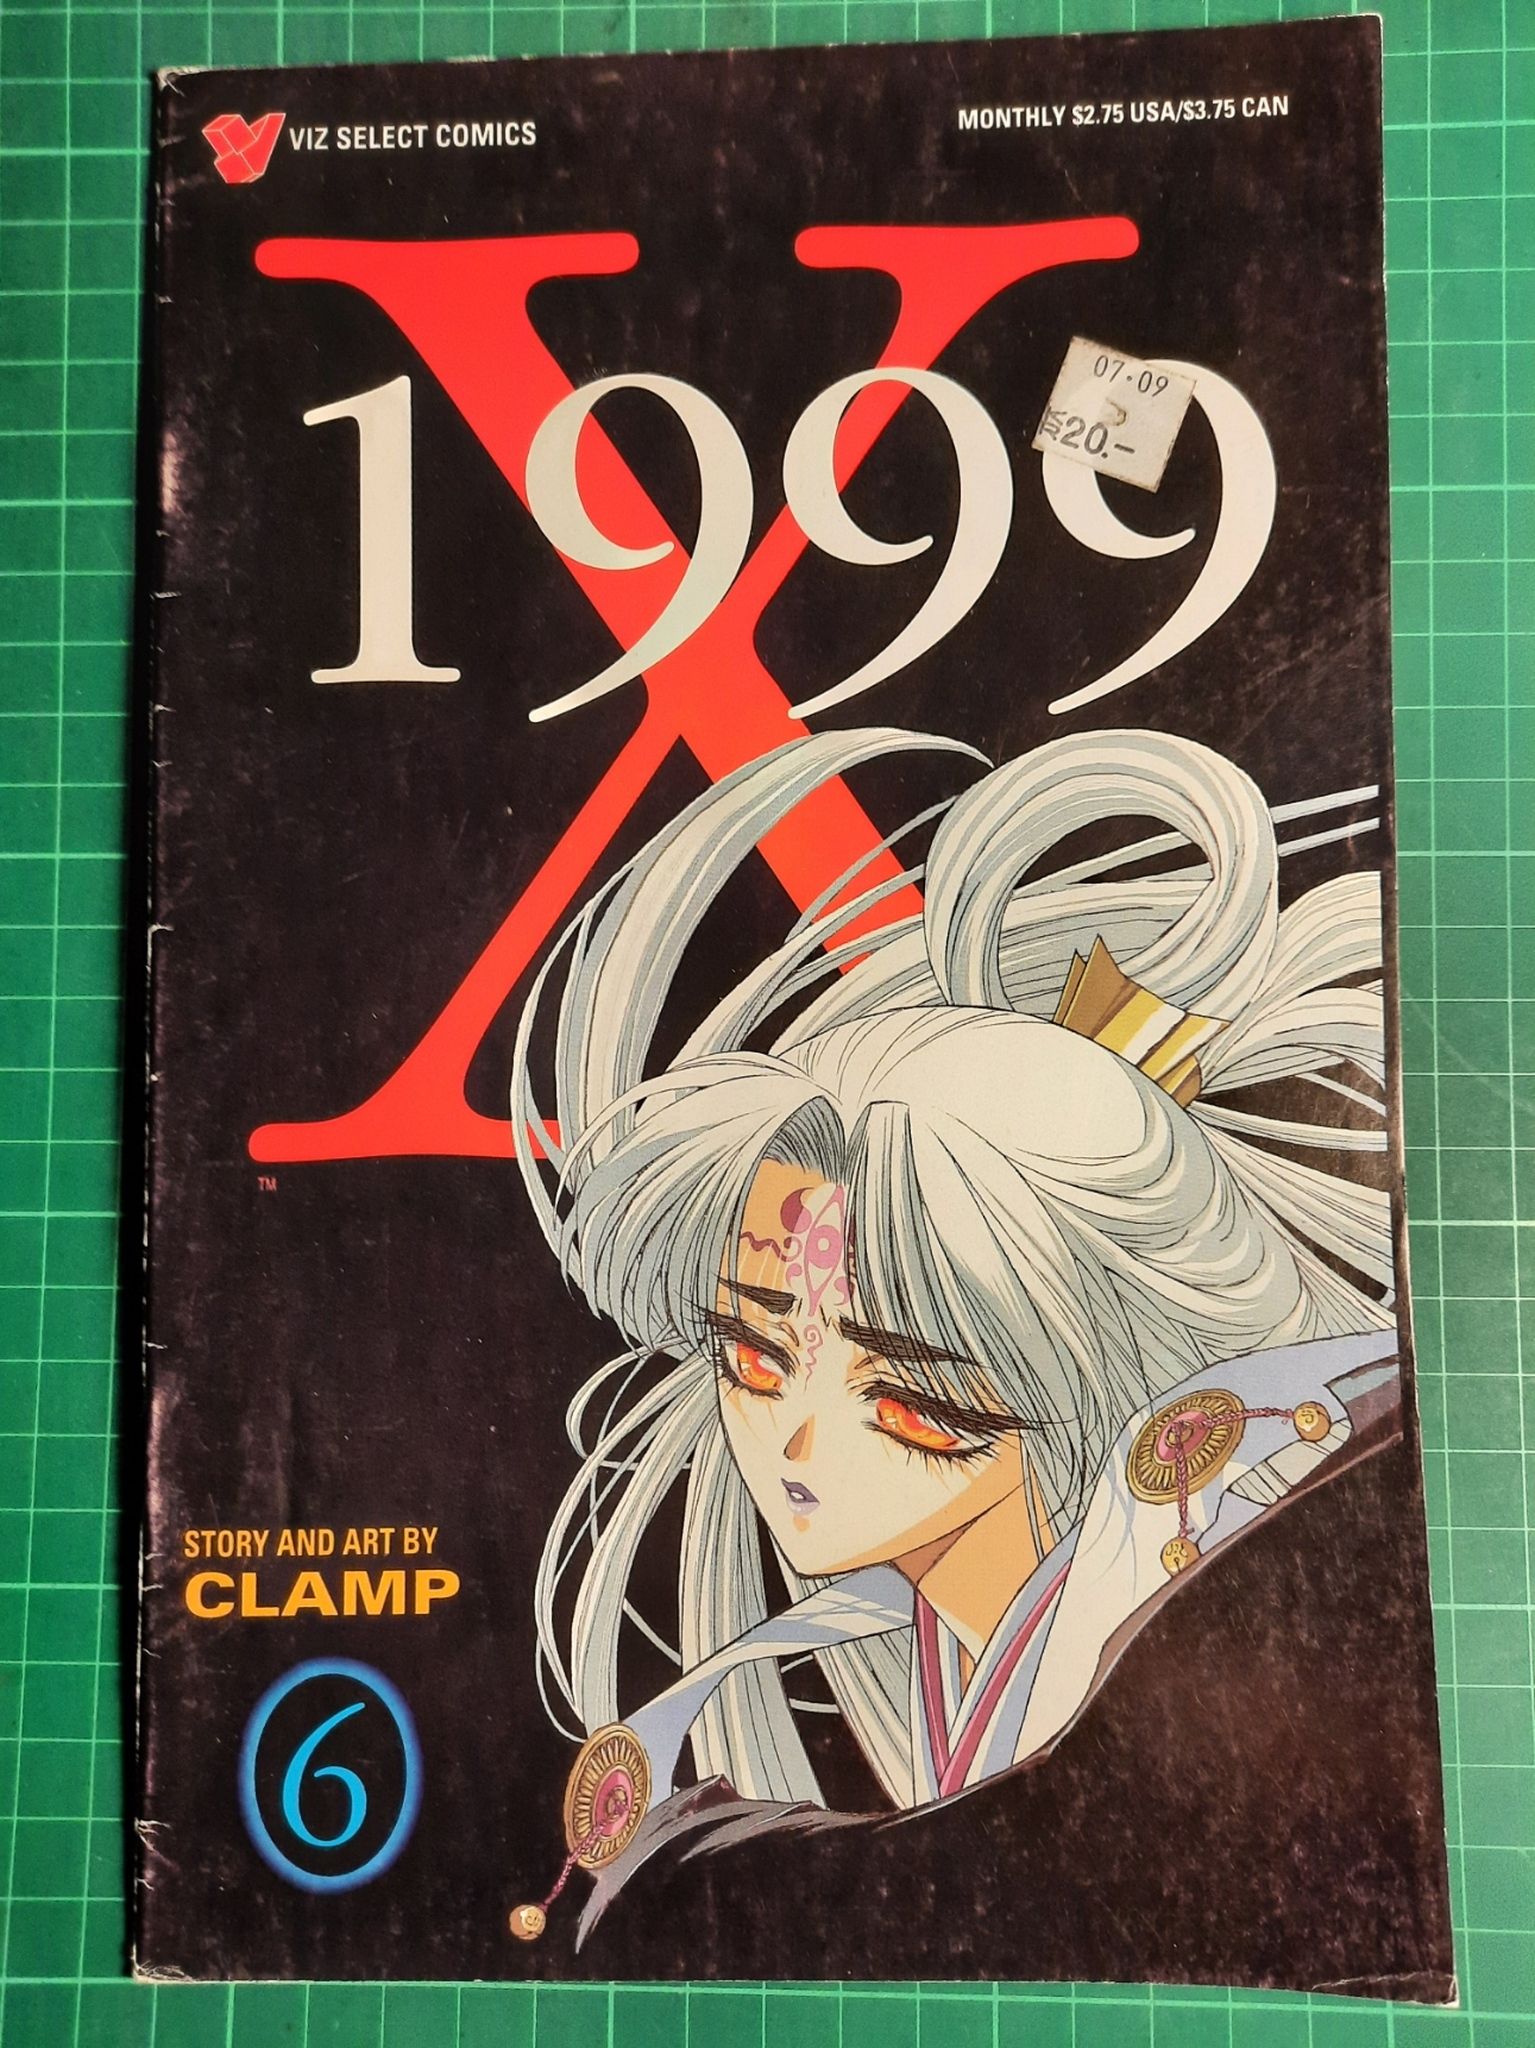 VIZ SELECT COMICS
MONTHLY $2.75 USA/$3.75 CAN
X
1999
07.09
20.-
TM
STORY AND ART BY
CLAMP
6